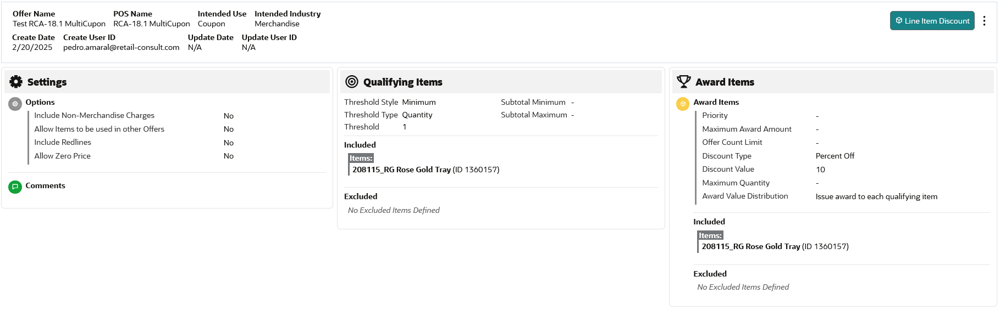 Offer Name POS Name Intended Use Intended Industry
Test RCA-18.1 MultiCupon RCA-18.1 MultiCupon Coupon Merchandise
Create Date Create User ID Update Date Update User ID
2/20/2025 pedro.amaral@retail-consult.com N/A N/A
Line Item Discount
Settings
Options
Include Non-Merchandise Charges No
Allow Items to be used in other Offers No
Include Redlines No
Allow Zero Price No
Comments
Qualifying Items
Threshold Style Minimum Subtotal Minimum -
Threshold Type Quantity Subtotal Maximum -
Threshold 1
Included
Items:
208115_RG Rose Gold Tray (ID 1360157)
Excluded
No Excluded Items Defined
Award Items
Award Items
Priority -
Maximum Award Amount -
Offer Count Limit -
Discount Type Percent Off
Discount Value 10
Maximum Quantity -
Award Value Distribution Issue award to each qualifying item
Included
Items:
208115_RG Rose Gold Tray (ID 1360157)
Excluded
No Excluded Items Defined